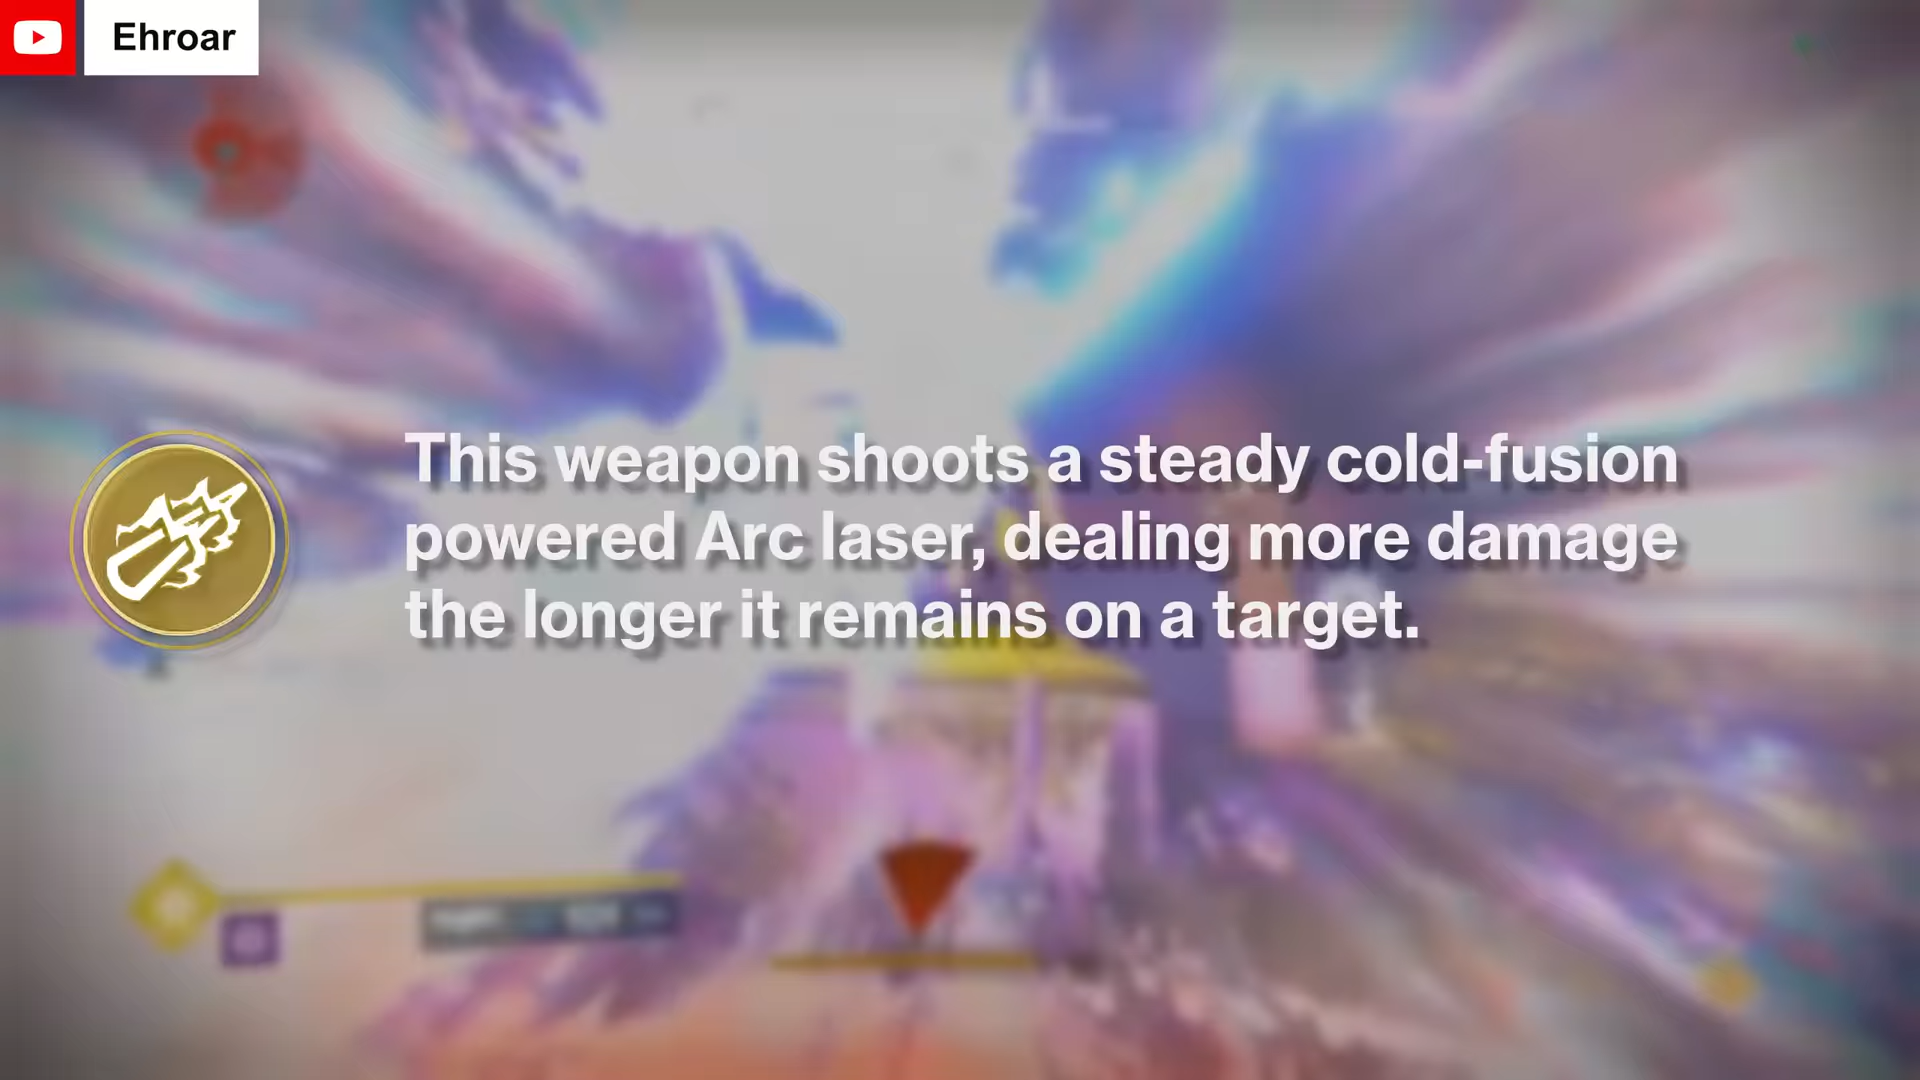 Ehroar
This weapon shoots a steady cold-fusion
powered Arc laser, dealing more damage
the longer it remains on a target.